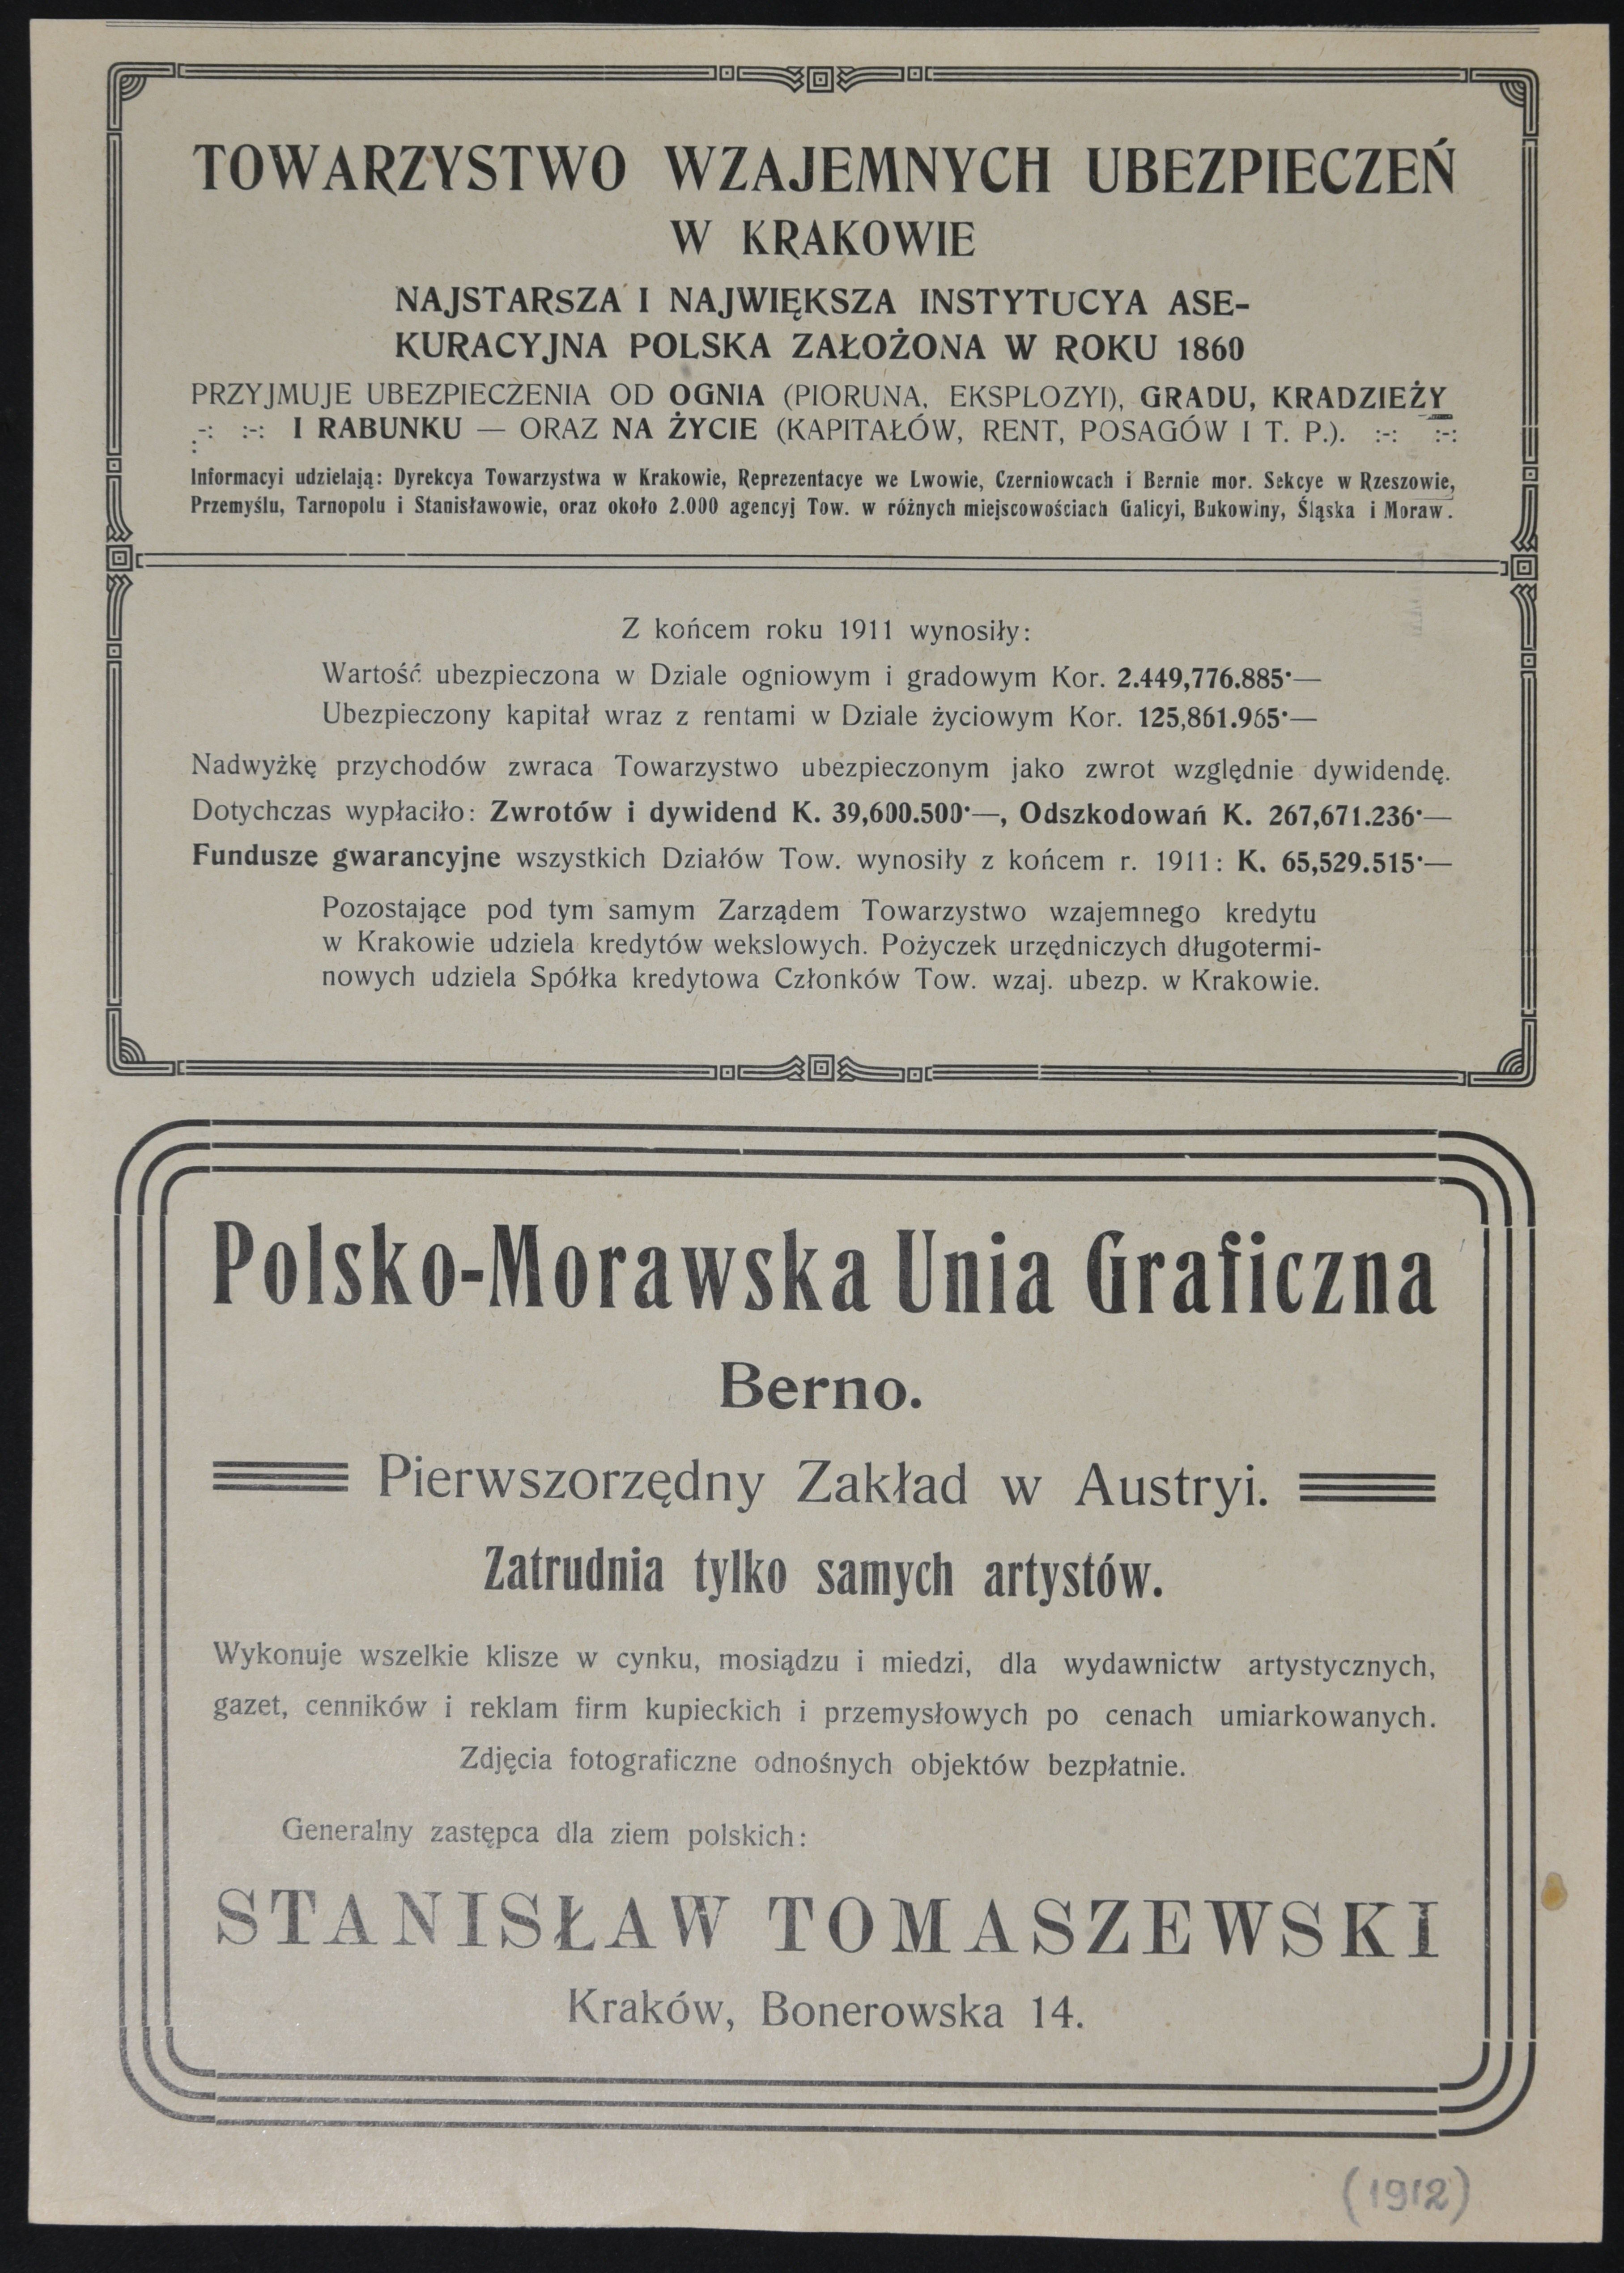 TOWARZYSTWO WZAJEMNYCH UBEZPIECZEŃ
W KRAKOWIE
NAJSTARSZA I NAJWIĘKSZA INSTYTUCYA ASE-
KURACYJNA POLSKA ZAŁOŻONA W ROKU 1860
PRZYJMUJE UBEZPIECZENIA OD OGNIA (PIORUNA, EKSPLOZYI), GRADU, KRADZIEŻY
:-: :-: I RABUNKU — ORAZ NA ŻYCIE (KAPITAŁÓW, RENT, POSAGÓW I T. P.). :-: :-:
Informacyi udzielają: Dyrekcya Towarzystwa w Krakowie, Reprezentacye we Lwowie, Czerniowcach i Bernie mor. Sekcye w Rzeszowie,
Przemyślu, Tarnopolu i Stanisławowie, oraz około 2.000 agencyj Tow. w różnych miejscowościach Galicyi, Bukowiny, Śląska i Moraw.
Z końcem roku 1911 wynosiły:
Wartość ubezpieczona w Dziale ogniowym i gradowym Kor. 2.449,776.885·—
Ubezpieczony kapitał wraz z rentami w Dziale życiowym Kor. 125,861.965·—
Nadwyżkę przychodów zwraca Towarzystwo ubezpieczonym jako zwrot względnie dywidendę.
Dotychczas wypłaciło: Zwrotów i dywidend K. 39,600.500·—, Odszkodowań K. 267,671.236·—
Fundusze gwarancyjne wszystkich Działów Tow. wynosiły z końcem r. 1911: K. 65,529.515·—
Pozostające pod tym samym Zarządem Towarzystwo wzajemnego kredytu
w Krakowie udziela kredytów wekslowych. Pożyczek urzędniczych długotermi-
nowych udziela Spółka kredytowa Członków Tow. wzaj. ubezp. w Krakowie.
Polsko-Morawska Unia Graficzna
Berno.
Pierwszorzędny Zakład w Austryi.
Zatrudnia tylko samych artystów.
Wykonuje wszelkie klisze w cynku, mosiądzu i miedzi, dla wydawnictw artystycznych,
gazet, cenników i reklam firm kupieckich i przemysłowych po cenach umiarkowanych.
Zdjęcia fotograficzne odnośnych objektów bezpłatnie.
Generalny zastępca dla ziem polskich:
STANISŁAW TOMASZEWSKI
Kraków, Bonerowska 14.
(1912)